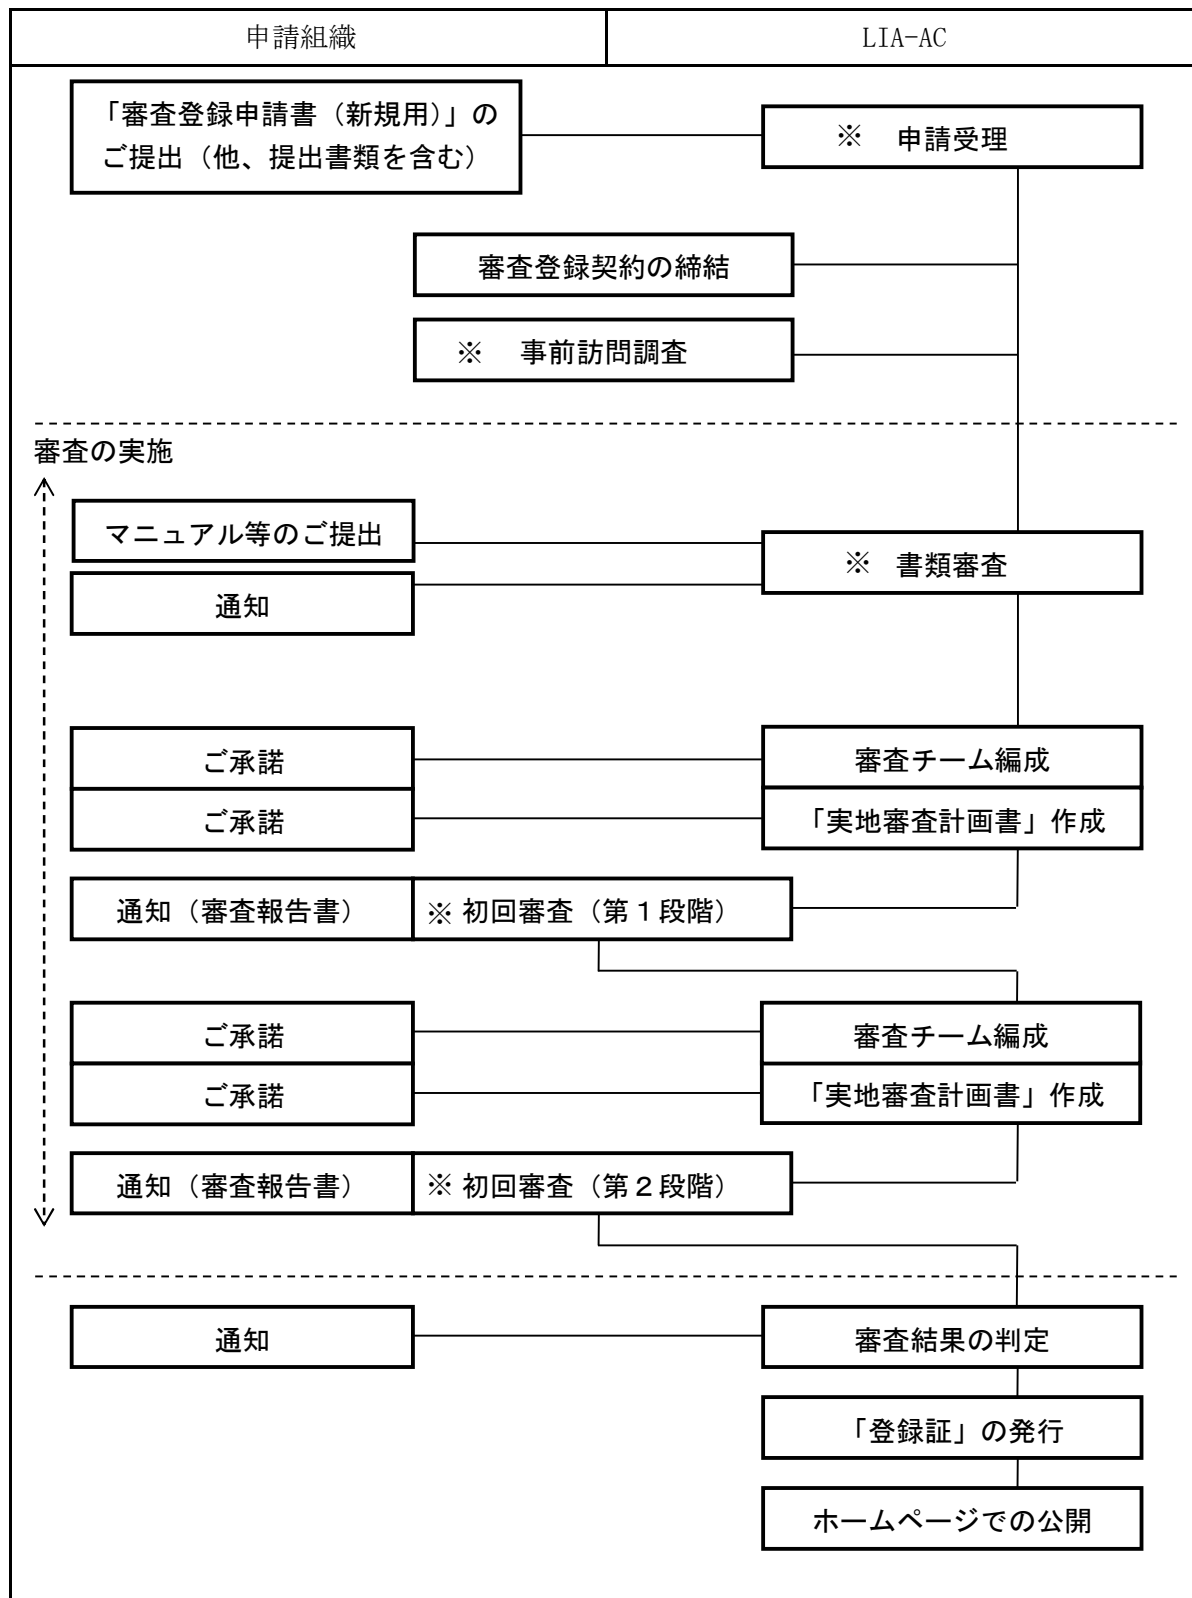 申請組織
LIA-AC
「審査登録申請書（新規用）」の
ご提出（他、提出書類を含む）
※ 申請受理
審査登録契約の締結
※ 事前訪問調査
審査の実施
マニュアル等のご提出
※ 書類審査
通知
ご承諾
審査チーム編成
ご承諾
「実地審査計画書」作成
通知（審査報告書）
※ 初回審査（第１段階）
ご承諾
審査チーム編成
ご承諾
「実地審査計画書」作成
通知（審査報告書）
※ 初回審査（第２段階）
通知
審査結果の判定
「登録証」の発行
ホームページでの公開